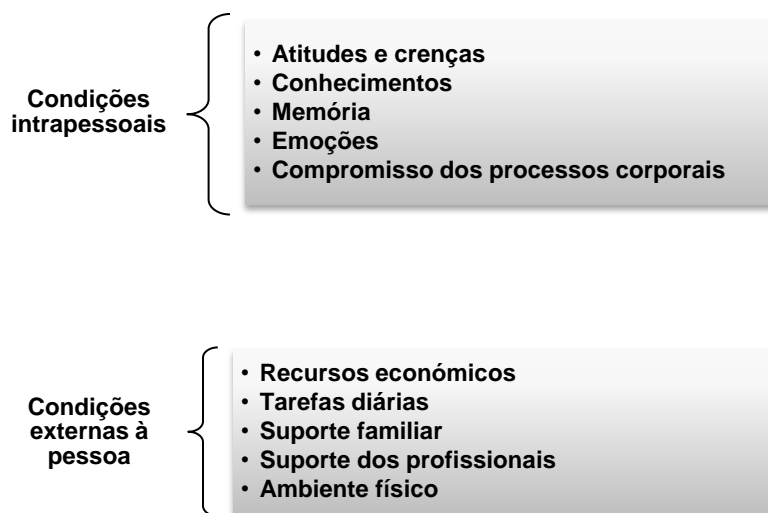 Condições
intrapessoais
• Atitudes e crenças
• Conhecimentos
• Memória
• Emoções
• Compromisso dos processos corporais
Condições
externas à
pessoa
• Recursos económicos
• Tarefas diárias
• Suporte familiar
• Suporte dos profissionais
• Ambiente físico